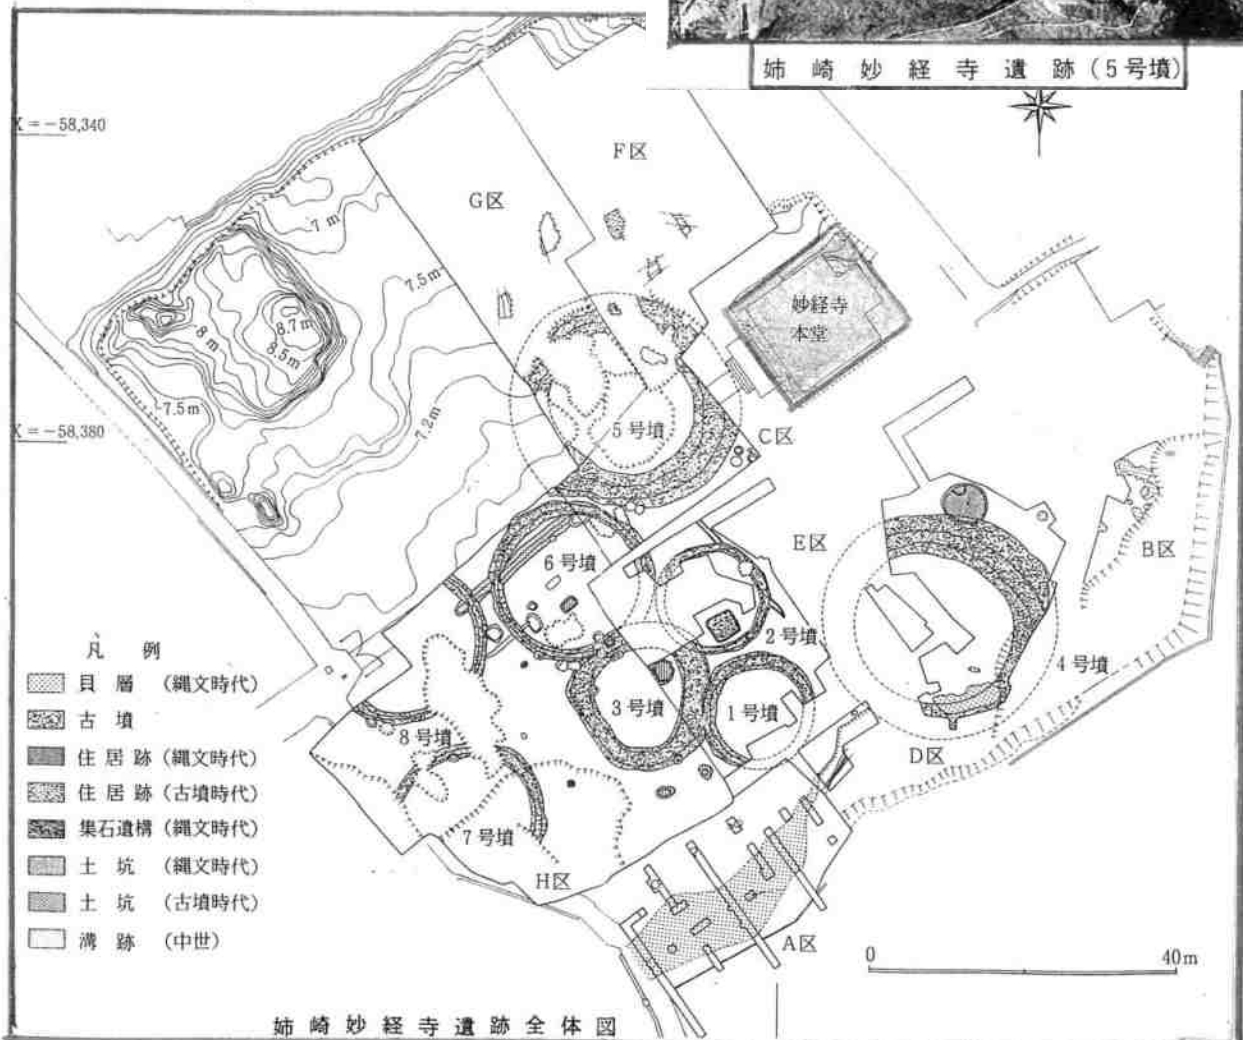 姉崎妙経寺遺跡(5号墳)
X=-58,340
F区
G区
7m
7.5m
妙経寺
本堂
8.7m
8m
8.5m
7.5m
7.2m
X=-58,380
5号墳
C区
E区
B区
6号墳
2号墳
4号墳
3号墳
1号墳
8号墳
D区
7号墳
H区
A区
凡例
貝層 (縄文時代)
古墳
住居跡 (縄文時代)
住居跡 (古墳時代)
集石遺構 (縄文時代)
土坑 (縄文時代)
土坑 (古墳時代)
溝跡 (中世)
0 40m
姉崎妙経寺遺跡全体図